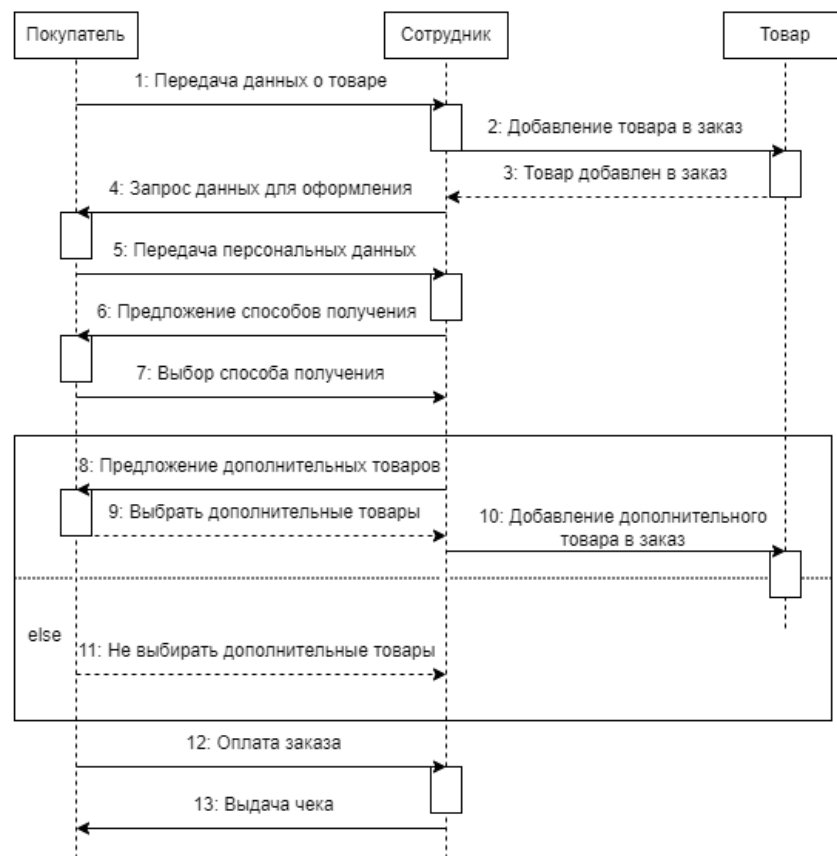 Покупатель
Сотрудник
Товар
1: Передача данных о товаре
2: Добавление товара в заказ
3: Товар добавлен в заказ
4: Запрос данных для оформления
5: Передача персональных данных
6: Предложение способов получения
7: Выбор способа получения
8: Предложение дополнительных товаров
9: Выбрать дополнительные товары
10: Добавление дополнительного
товара в заказ
else
11: Не выбирать дополнительные товары
12: Оплата заказа
13: Выдача чека